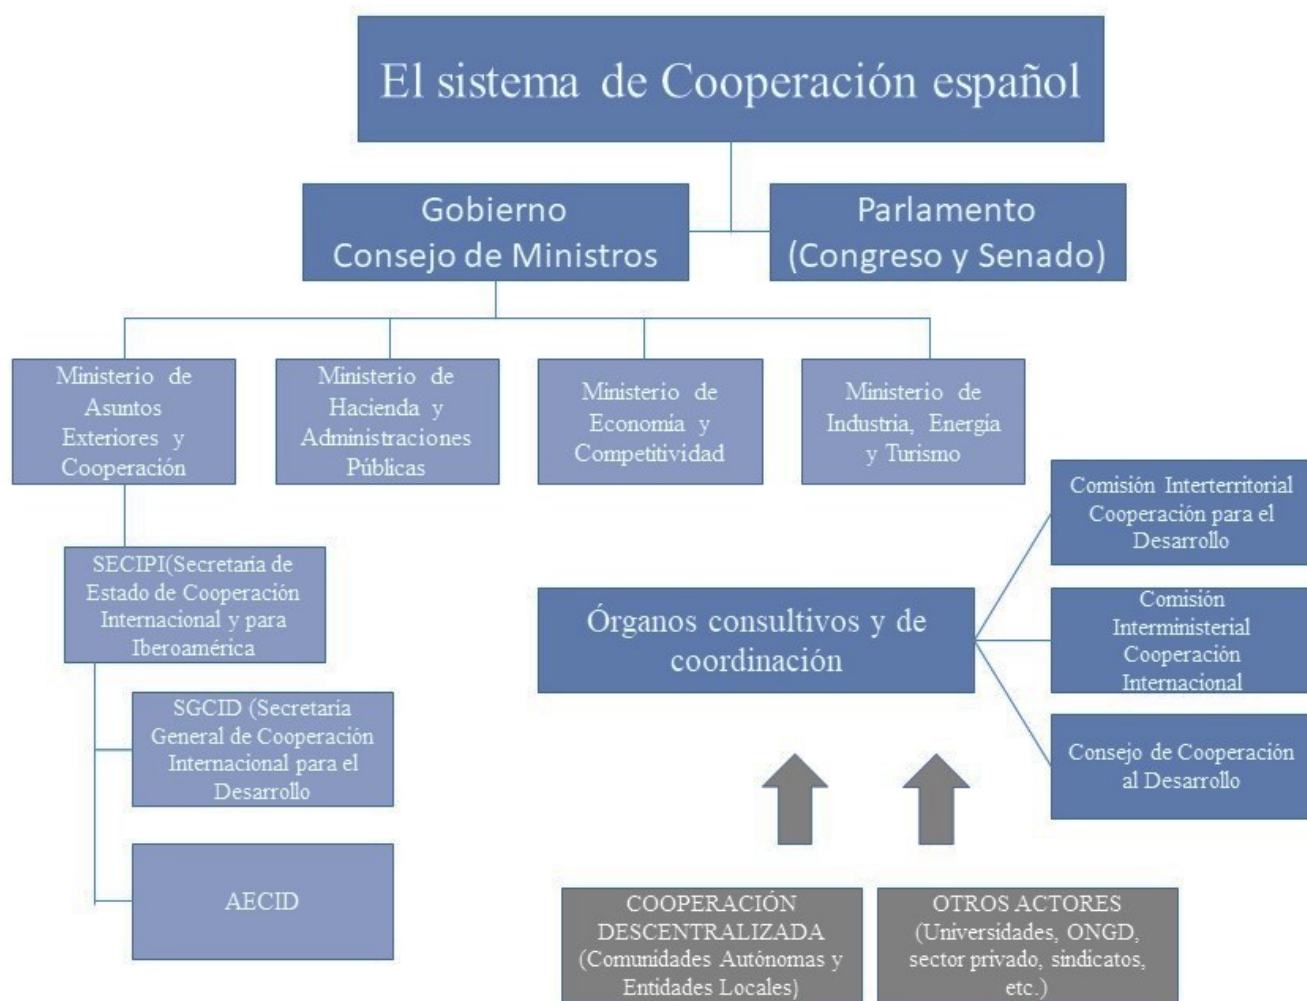 El sistema de Cooperación español
Gobierno
Consejo de Ministros
Parlamento
(Congreso y Senado)
Ministerio de
Asuntos
Exteriores y
Cooperación
Ministerio de
Hacienda y
Administraciones
Públicas
Ministerio de
Economía y
Competitividad
Ministerio de
Industria, Energía
y Turismo
SECIPI(Secretaría de
Estado de Cooperación
Internacional y para
Iberoamérica
SGCID (Secretaría
General de Cooperación
Internacional para el
Desarrollo
AECID
Órganos consultivos y de
coordinación
Comisión Interterritorial
Cooperación para el
Desarrollo
Comisión
Interministerial
Cooperación
Internacional
Consejo de Cooperación
al Desarrollo
COOPERACIÓN
DESCENTRALIZADA
(Comunidades Autónomas y
Entidades Locales)
OTROS ACTORES
(Universidades, ONGD,
sector privado, sindicatos,
etc.)